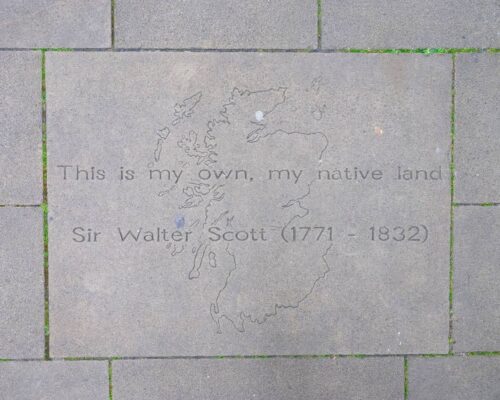 This is my own, my native land
Sir Walter Scott (1771 - 1832)